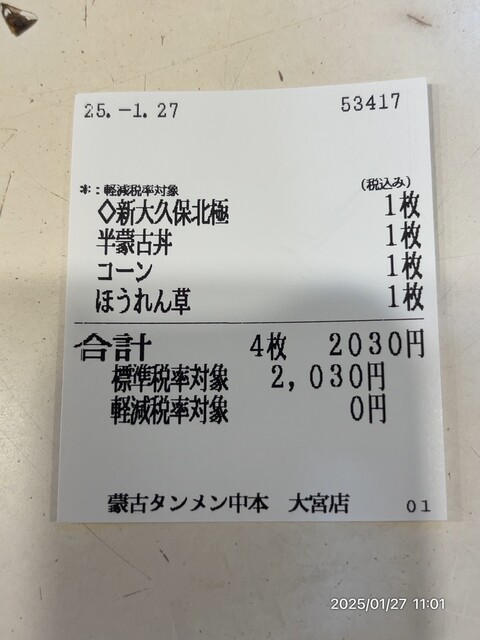 25.-1.27 53417
(税込み)
*:軽減税率対象
◇新大久保北極 1枚
半蒙古丼 1枚
コーン 1枚
ほうれん草 1枚
合計 4枚 2030円
標準税率対象 2,030円
軽減税率対象 0円
蒙古タンメン中本 大宮店 01
2025/01/27 11:01